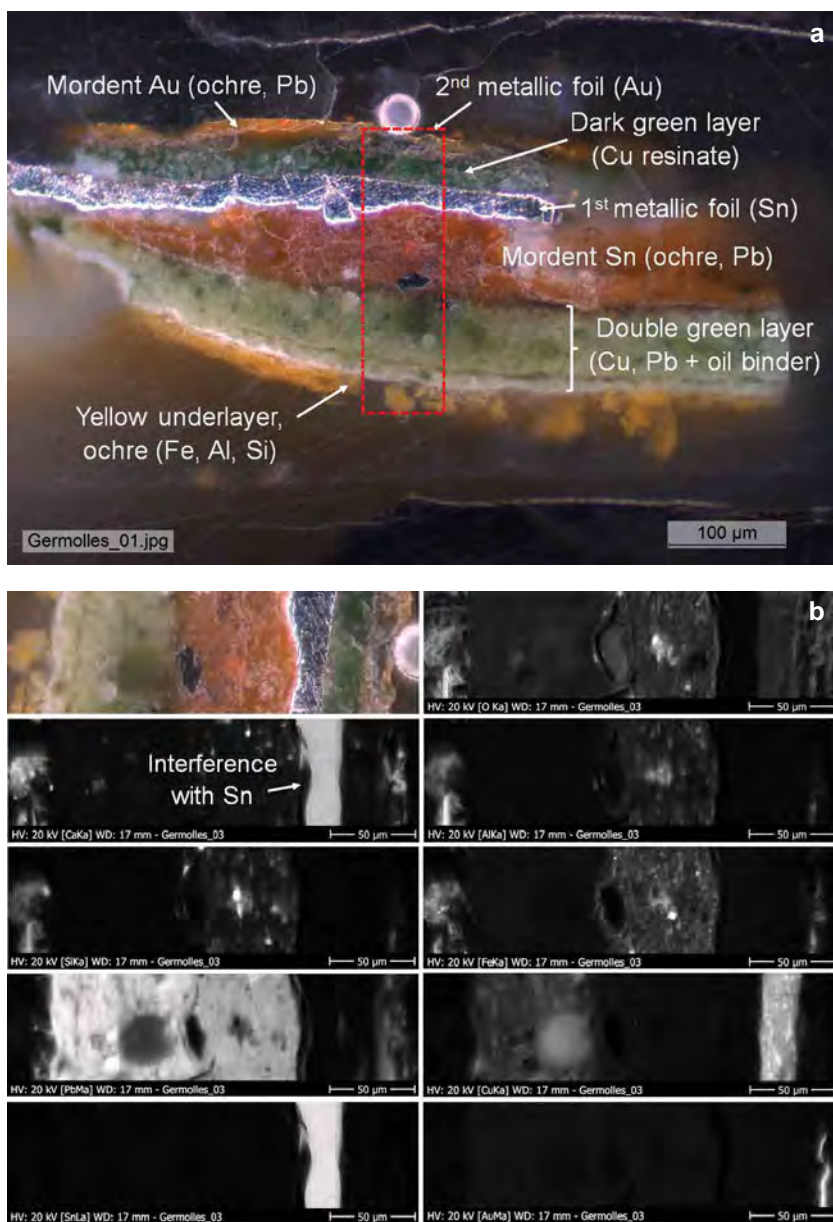 a
Mordent Au (ochre, Pb)
2nd metallic foil (Au)
Dark green layer
(Cu resinate)
1st metallic foil (Sn)
Mordent Sn (ochre, Pb)
Double green layer
(Cu, Pb + oil binder)
Yellow underlayer,
ochre (Fe, Al, Si)
Germolles_01.jpg
100 µm
b
HV: 20 kV [O Ka] WD: 17 mm - Germolles_03
50 µm
Interference
with Sn
HV: 20 kV [CaKa] WD: 17 mm - Germolles_03
50 µm
HV: 20 kV [AlKa] WD: 17 mm - Germolles_03
50 µm
HV: 20 kV [SiKa] WD: 17 mm - Germolles_03
50 µm
HV: 20 kV [FeKa] WD: 17 mm - Germolles_03
50 µm
HV: 20 kV [PbMa] WD: 17 mm - Germolles_03
50 µm
HV: 20 kV [CuKa] WD: 17 mm - Germolles_03
50 µm
HV: 20 kV [SnLa] WD: 17 mm - Germolles_03
50 µm
HV: 20 kV [AuMa] WD: 17 mm - Germolles_03
50 µm